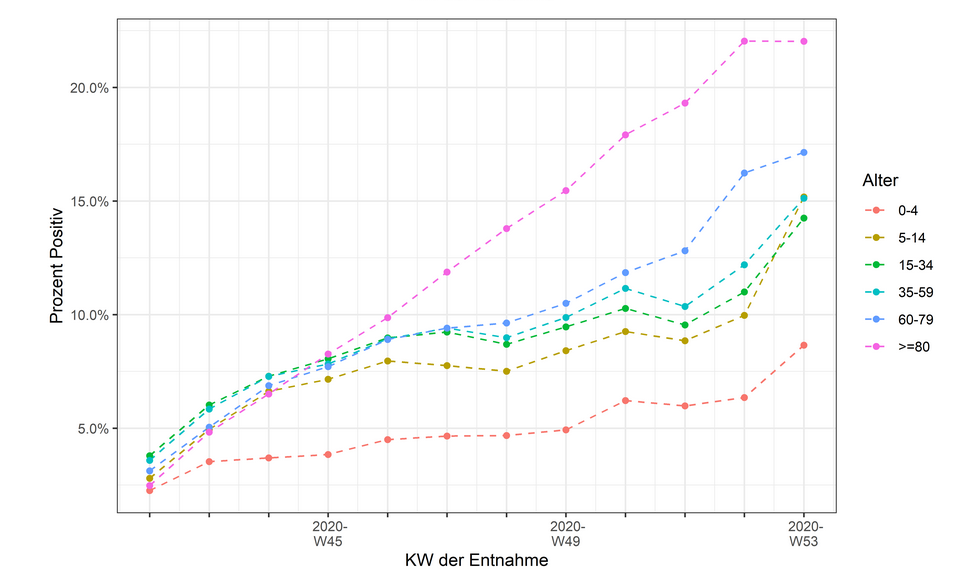 Prozent Positiv
20.0%
15.0%
10.0%
5.0%
2020-
W45
2020-
W49
2020-
W53
KW der Entnahme
Alter
0-4
5-14
15-34
35-59
60-79
>=80